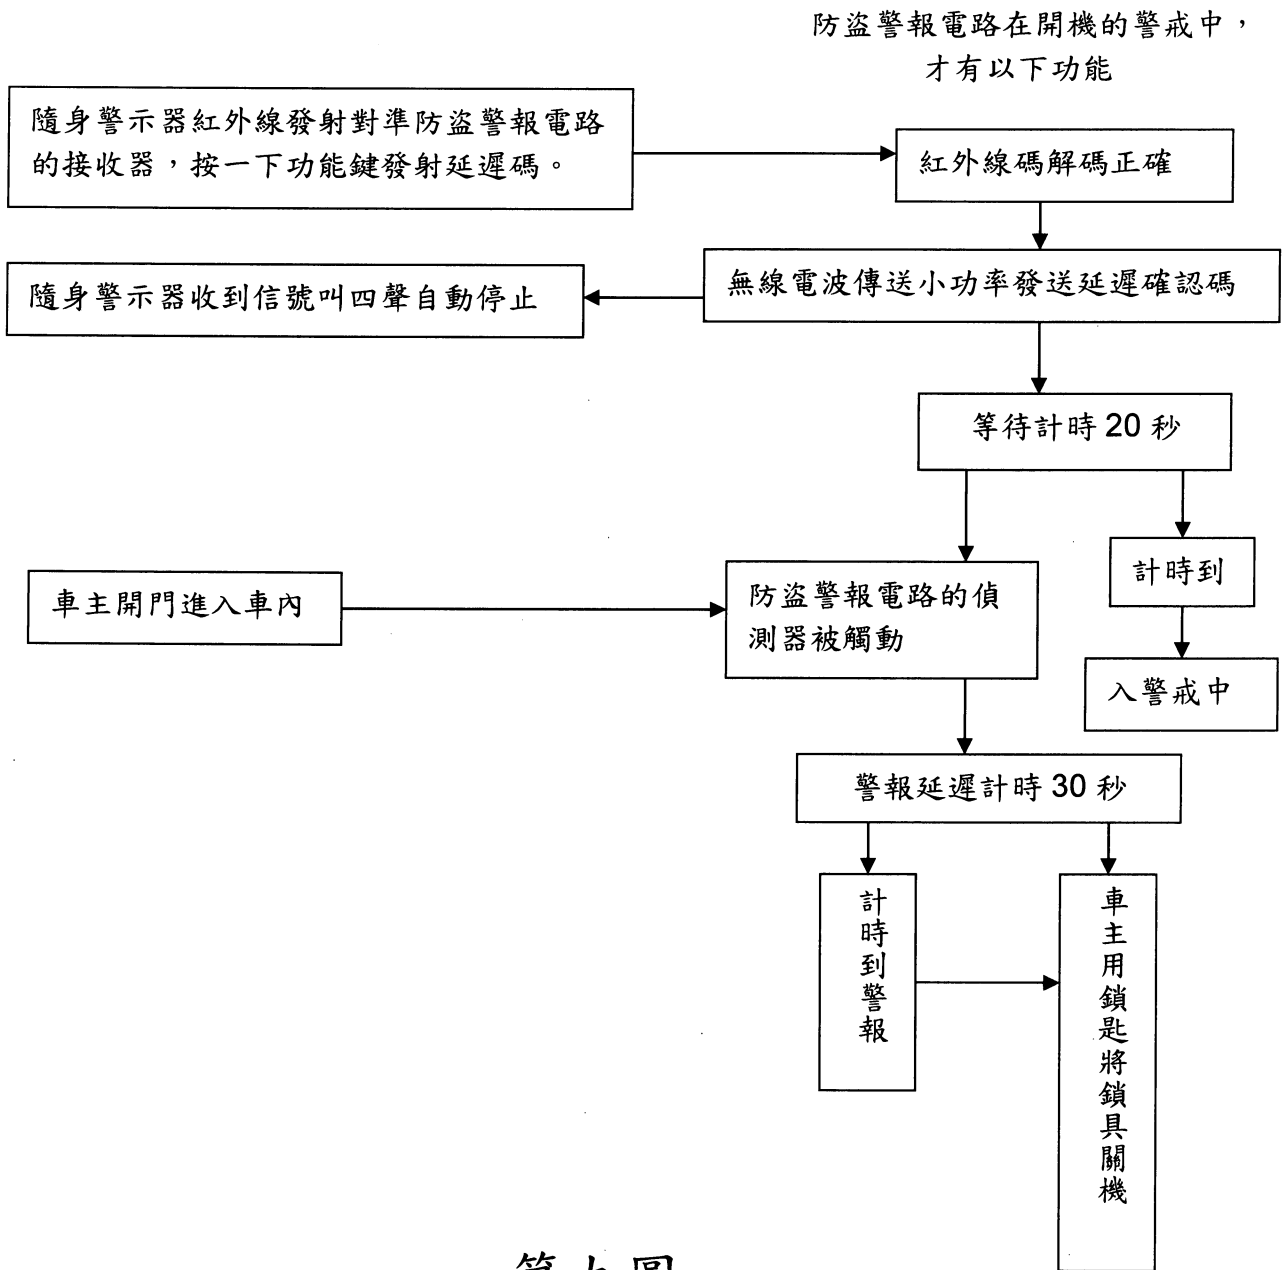 防盜警報電路在開機的警戒中，
才有以下功能
隨身警示器紅外線發射對準防盜警報電路
的接收器，按一下功能鍵發射延遲碼。
紅外線碼解碼正確
無線電波傳送小功率發送延遲確認碼
隨身警示器收到信號叫四聲自動停止
等待計時 20 秒
計時到
車主開門進入車內
防盜警報電路的偵
測器被觸動
入警戒中
警報延遲計時 30 秒
計時到警報
車主用鎖匙將鎖具關機